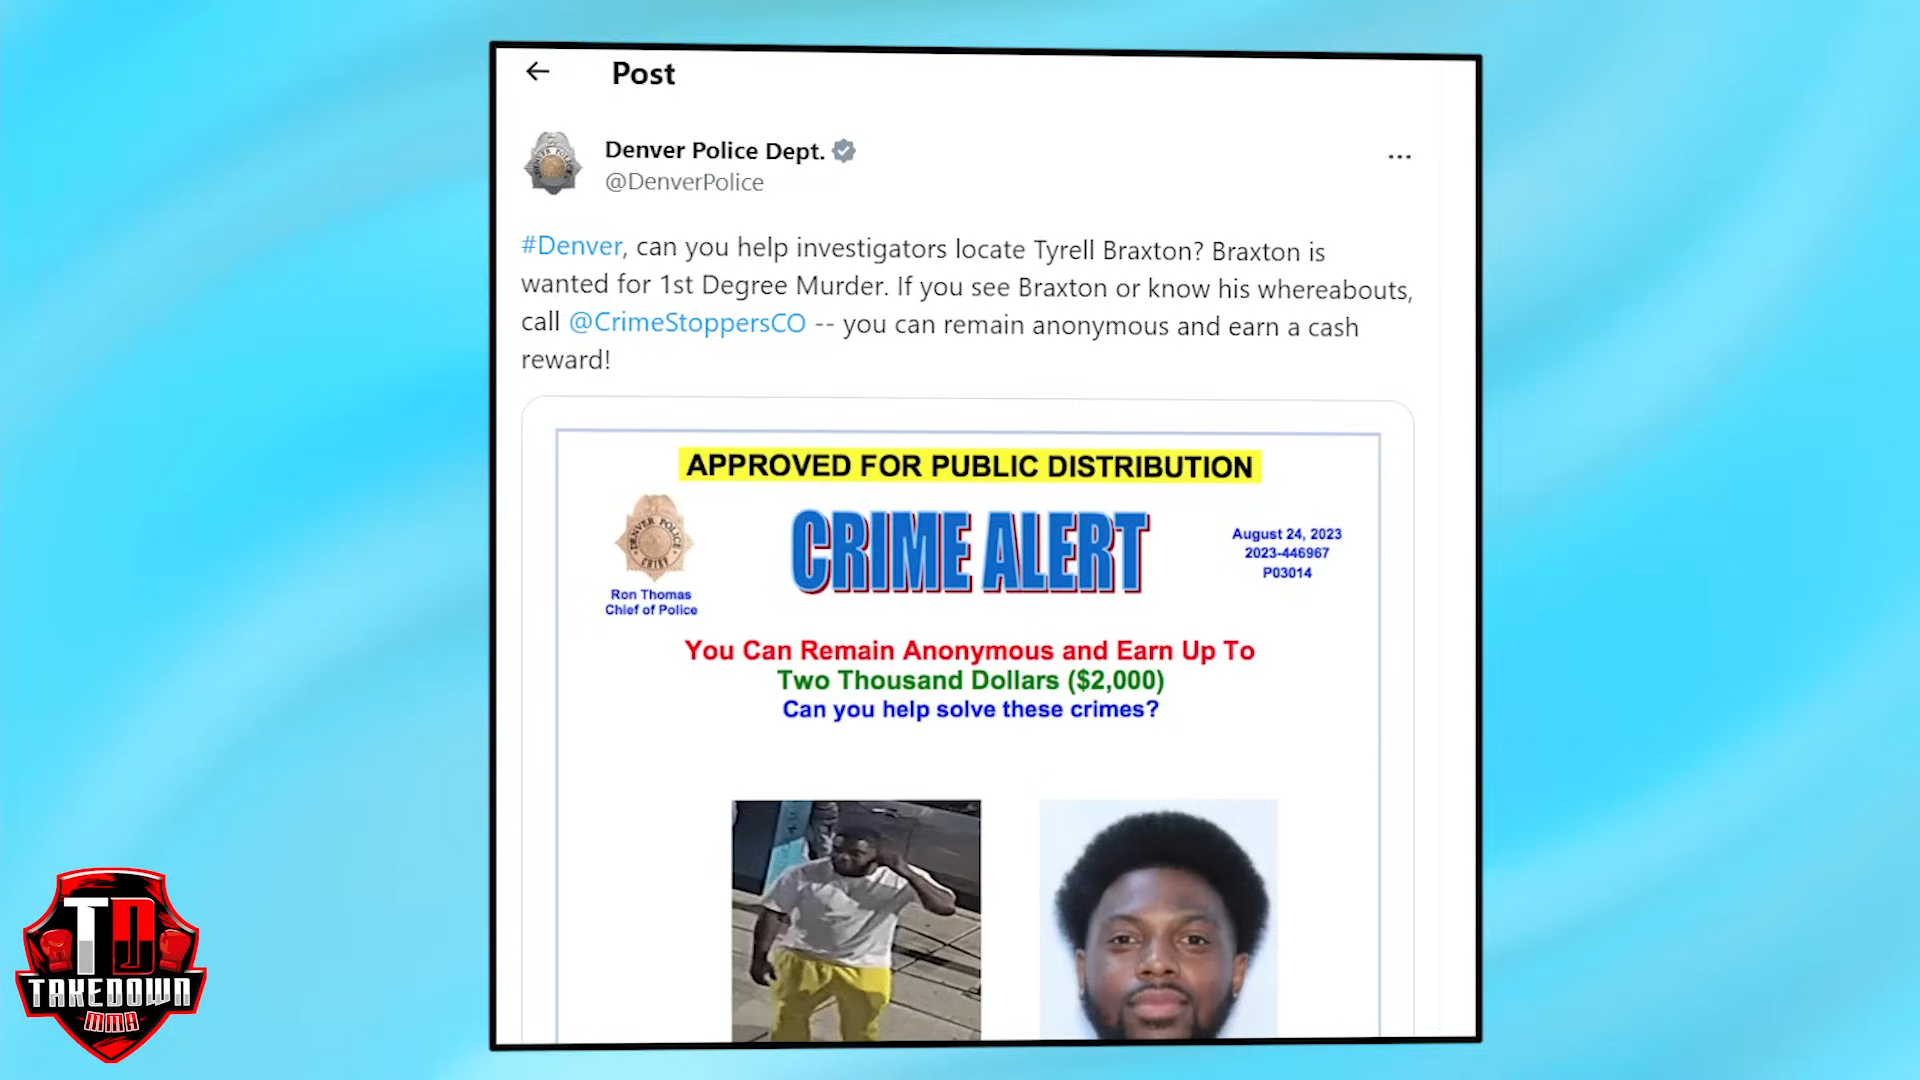 Post
Denver Police Dept.
@DenverPolice
#Denver, can you help investigators locate Tyrell Braxton? Braxton is
wanted for 1st Degree Murder. If you see Braxton or know his whereabouts,
call @CrimeStoppersCO -- you can remain anonymous and earn a cash
reward!
APPROVED FOR PUBLIC DISTRIBUTION
DENVER POLICE
CHIEF
Ron Thomas
Chief of Police
CRIME ALERT
August 24, 2023
2023-446967
P03014
You Can Remain Anonymous and Earn Up To
Two Thousand Dollars ($2,000)
Can you help solve these crimes?
TD
TAKEDOWN
MMA